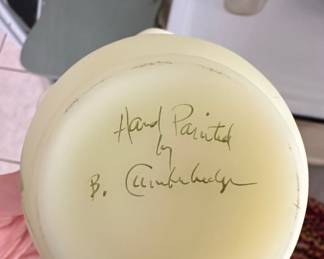 Hand Painted
by
B. Cumberledge